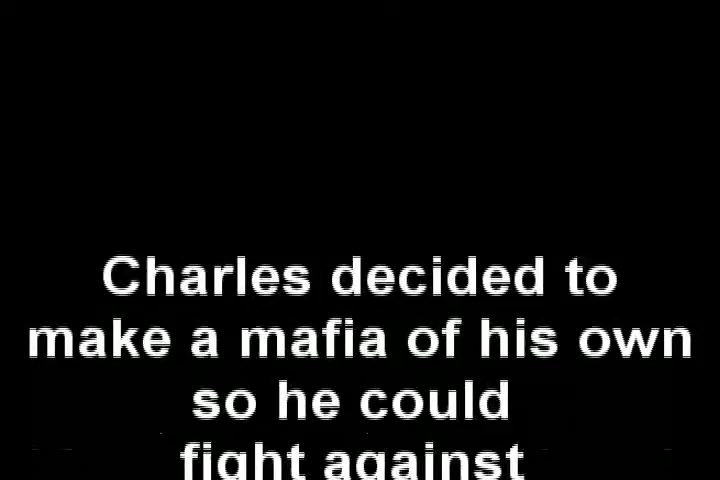 Charles decided to
make a mafia of his own
so he could
fight against